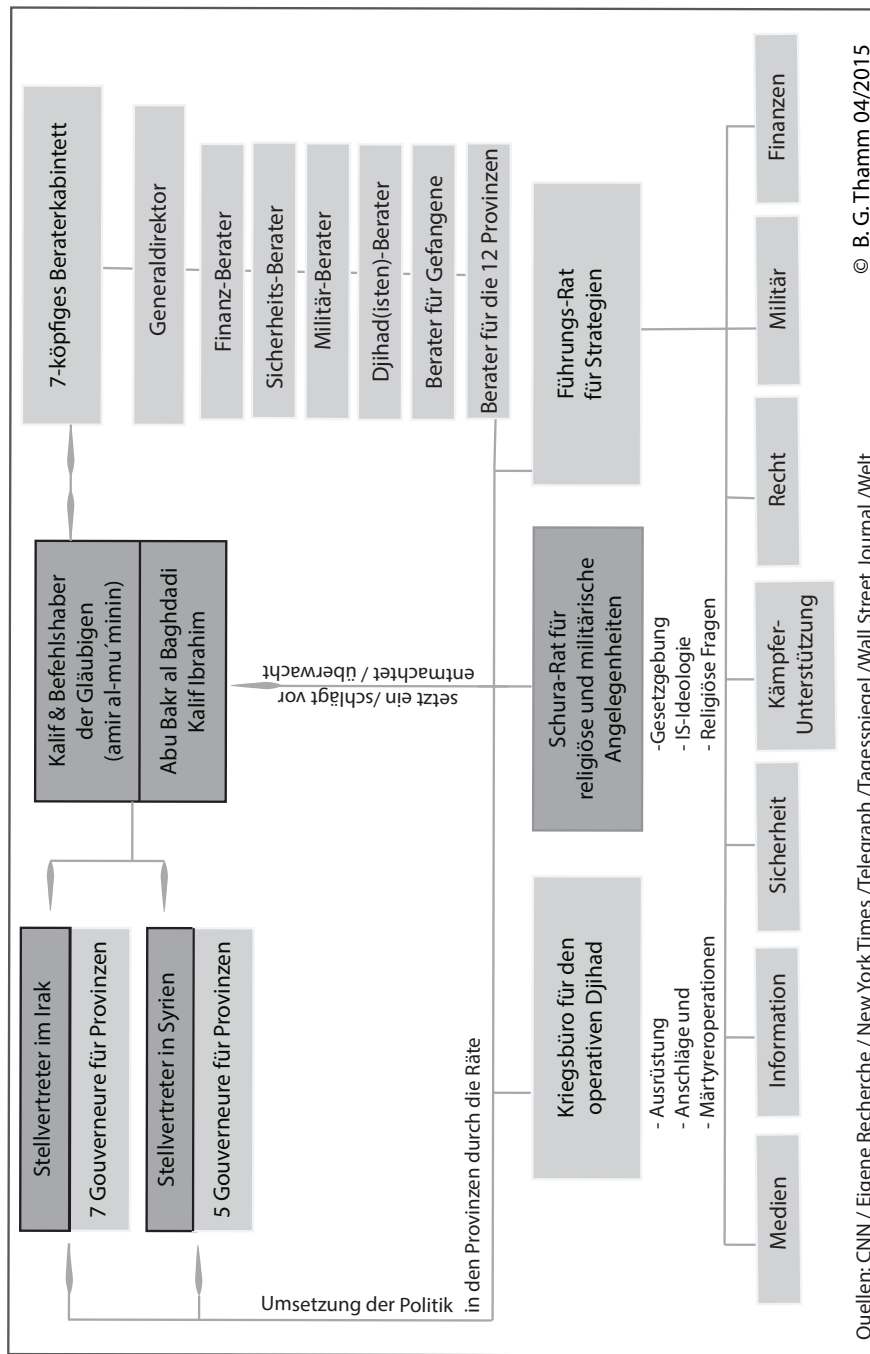 Stellvertreter im Irak
7 Gouverneure für Provinzen
Stellvertreter in Syrien
5 Gouverneure für Provinzen
Kalif & Befehlshaber
der Gläubigen
(amir al-mu´minin)
Abu Bakr al Baghdadi
Kalif Ibrahim
7-köpfiges Beraterkabintett
Generaldirektor
Finanz-Berater
Sicherheits-Berater
Militär-Berater
Djihad(isten)-Berater
Berater für Gefangene
Berater für die 12 Provinzen
setzt ein /schlägt vor
entmachtet / überwacht
Umsetzung der Politik
in den Provinzen durch die Räte
Kriegsbüro für den
operativen Djihad
- Ausrüstung
- Anschläge und
- Märtyreroperationen
Schura-Rat für
religiöse und militärische
Angelegenheiten
-Gesetzgebung
- IS-Ideologie
- Religiöse Fragen
Führungs-Rat
für Strategien
Medien
Information
Sicherheit
Kämpfer-
Unterstützung
Recht
Militär
Finanzen
Quellen: CNN / Eigene Recherche / New York Times /Telegraph /Tagesspiegel /Wall Street Journal /Welt
© B. G. Thamm 04/2015